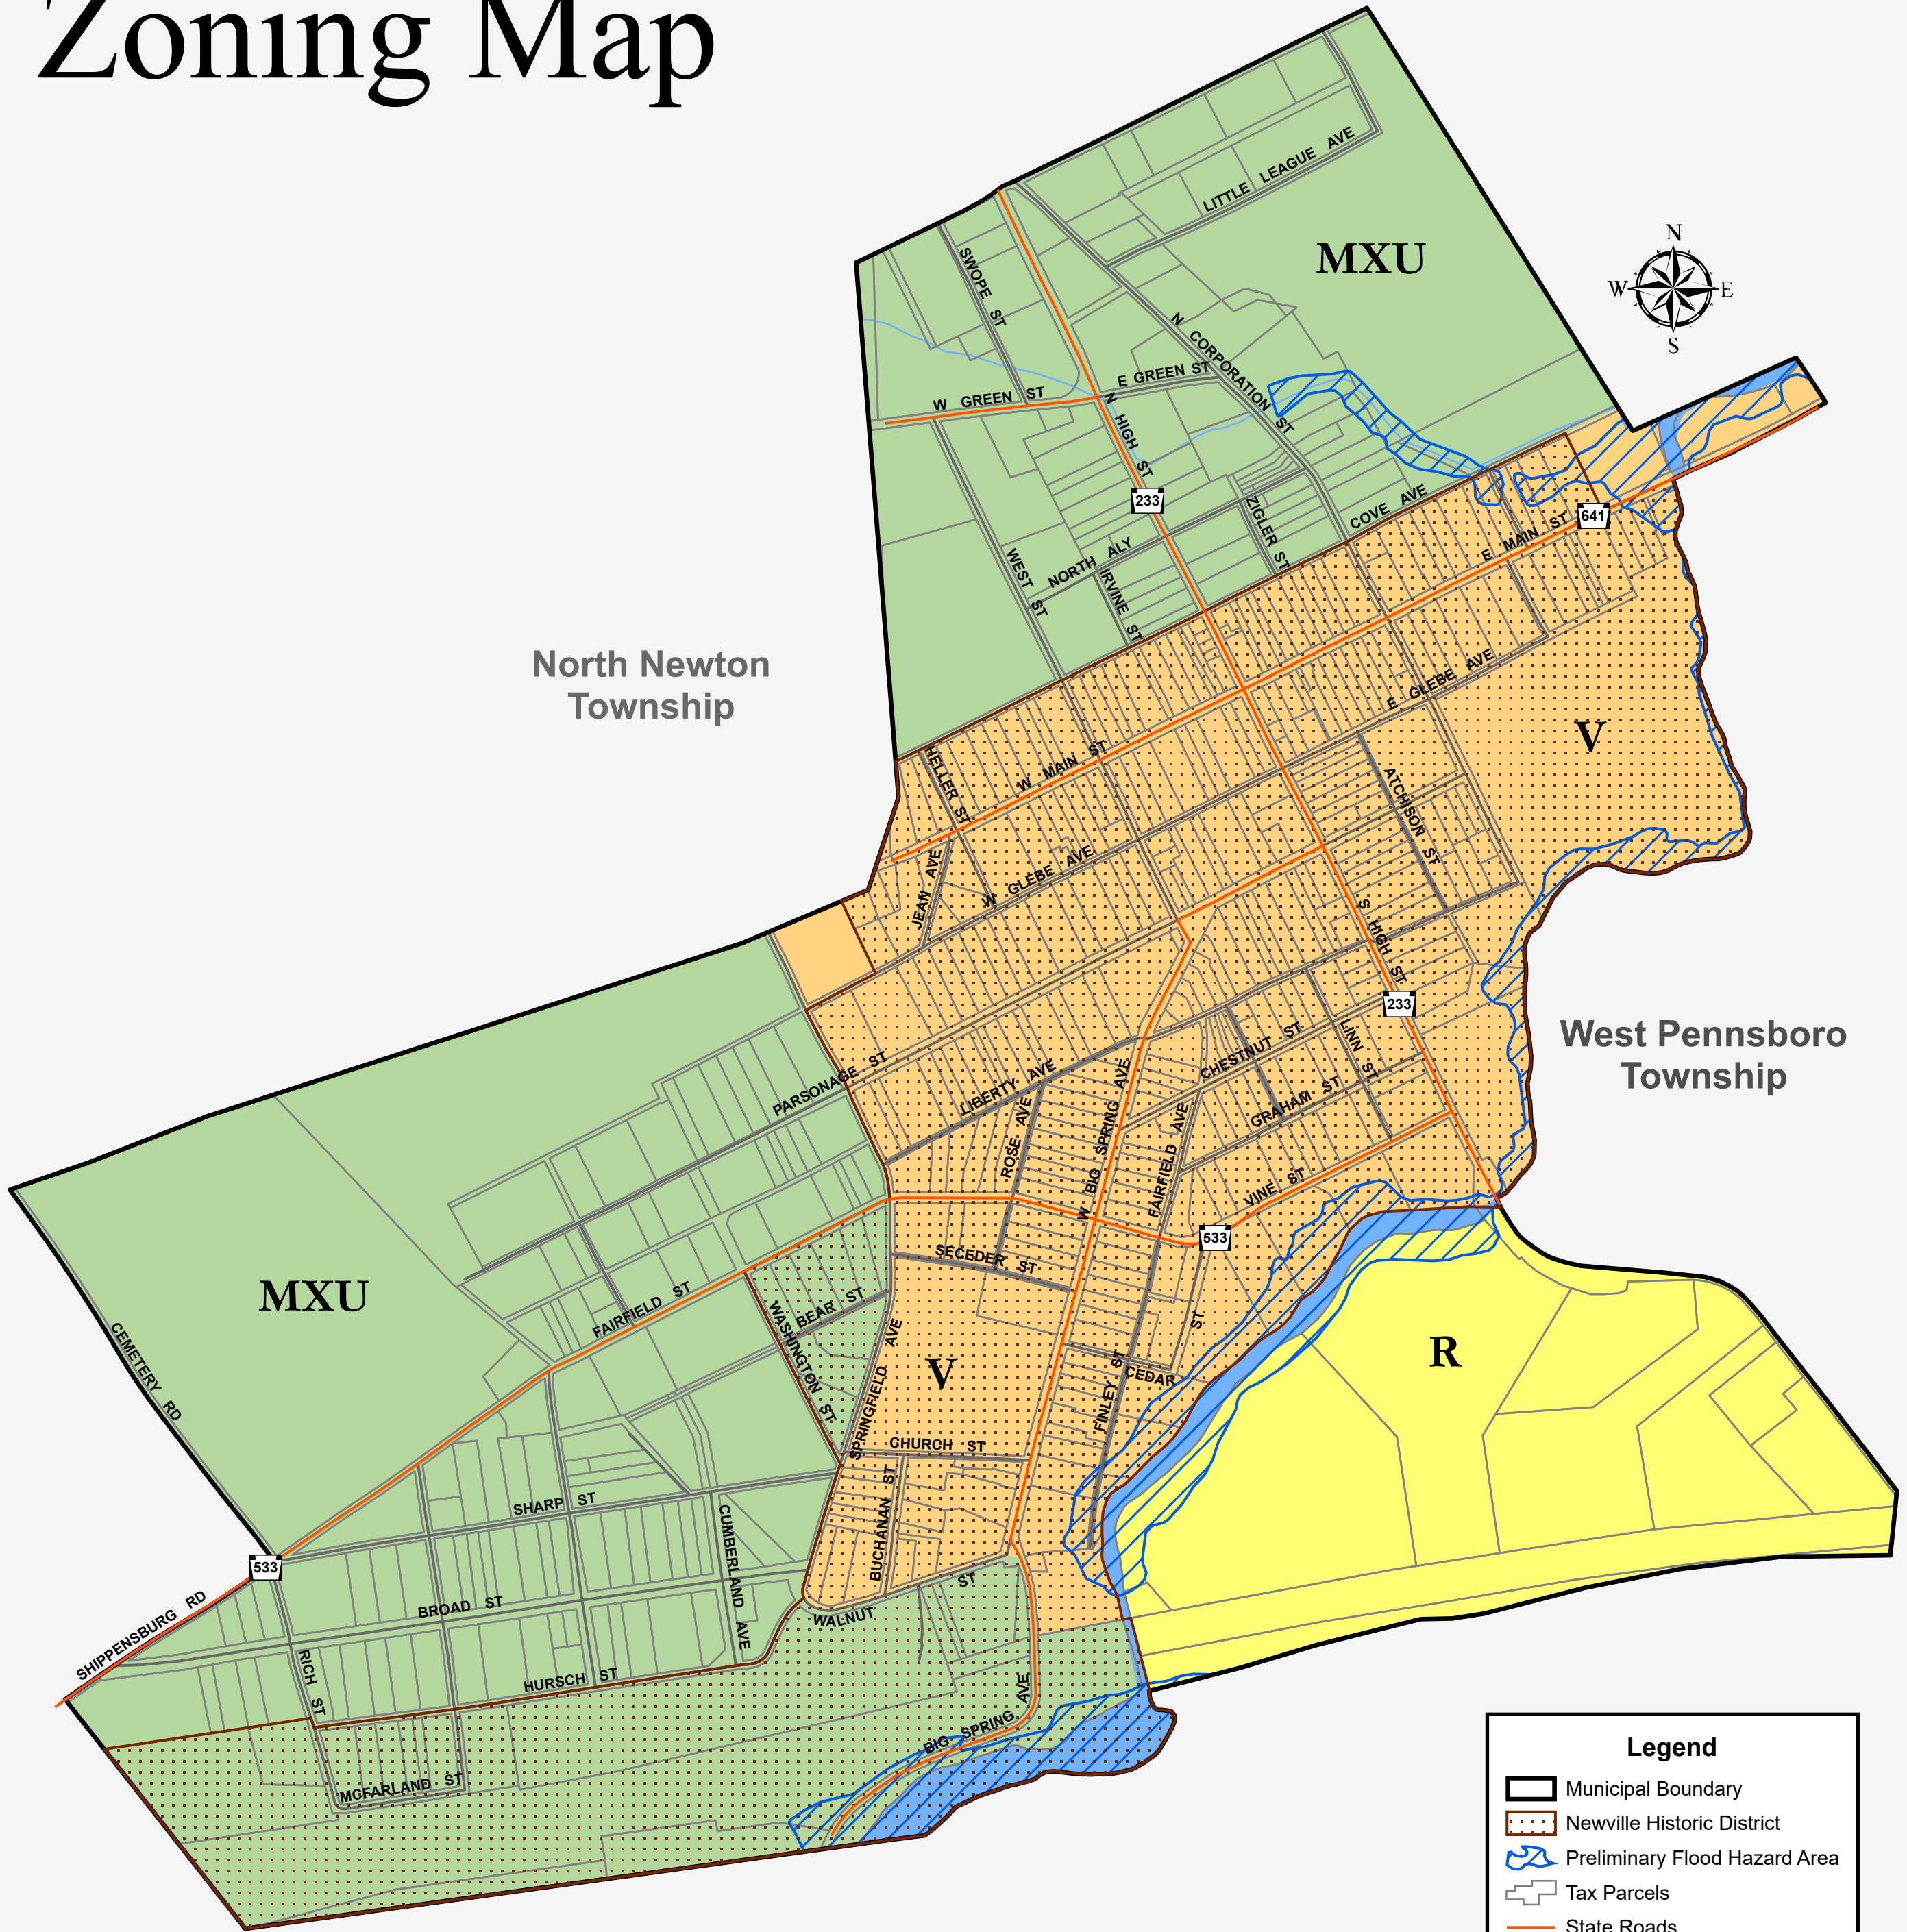 Zoning Map
LITTLE LEAGUE AVE
MXU
N
W E
S
SWOPE ST
N CORPORATION ST
E GREEN ST
W GREEN ST
N HIGH ST
233
ZIGLER ST
COVE AVE
641
E MAIN ST
NORTH ALY
WEST ST
IRVINE ST
North Newton
Township
E GLEBE AVE
V
HELLER ST
W MAIN ST
ATCHISON ST
JEAN AVE
W GLEBE AVE
S HIGH ST
233
West Pennsboro
Township
CHESTNUT ST
LINN ST
PARSONAGE ST
LIBERTY AVE
ROSE AVE
W BIG SPRING AVE
FAIRFIELD AVE
GRAHAM ST
VINE ST
533
SECEDER ST
MXU
FAIRFIELD ST
BEAR ST
WASHINGTON ST
SPRINGFIELD AVE
V
CEDAR ST
FINLEY ST
R
CEMETERY RD
CHURCH ST
BUCHANAN ST
SHARP ST
CUMBERLAND AVE
533
SHIPPENSBURG RD
BROAD ST
WALNUT ST
RICH ST
HURSCH ST
BIG SPRING AVE
MCFARLAND ST
Legend
Municipal Boundary
Newville Historic District
Preliminary Flood Hazard Area
Tax Parcels
State Roads